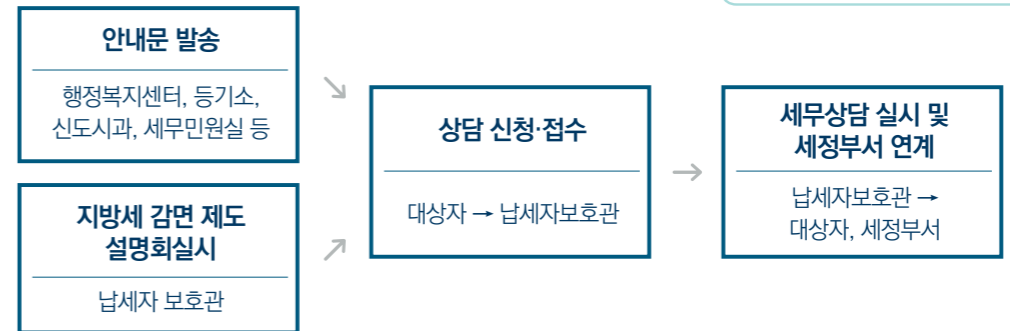 안내문 발송
행정복지센터, 등기소,
신도시과, 세무민원실 등
지방세 감면 제도
설명회실시
납세자 보호관
상담 신청·접수
대상자 → 납세자보호관
세무상담 실시 및
세정부서 연계
납세자보호관 →
대상자, 세정부서